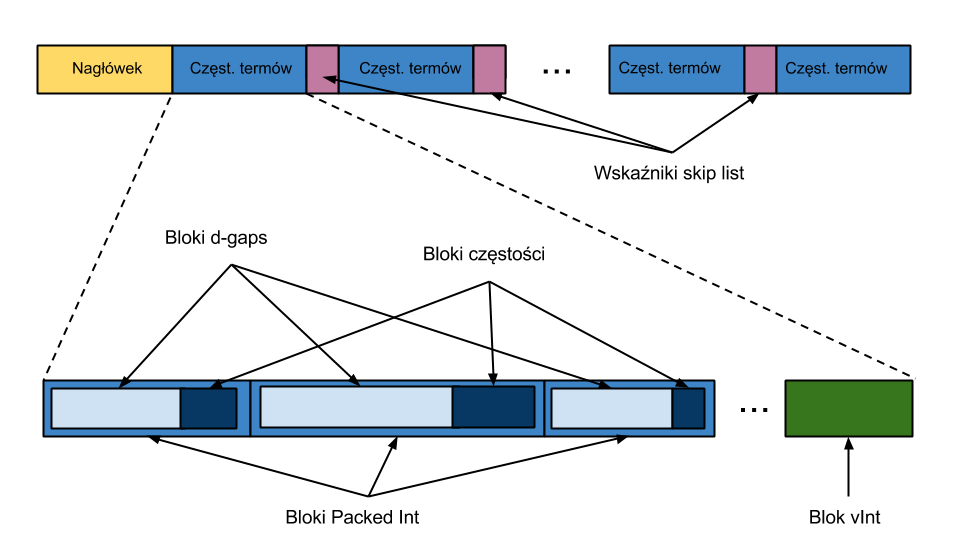 Nagłówek
Częst. termów
Częst. termów
...
Częst. termów
Częst. termów
Wskaźniki skip list
Bloki d-gaps
Bloki częstości
...
Bloki Packed Int
Blok vInt